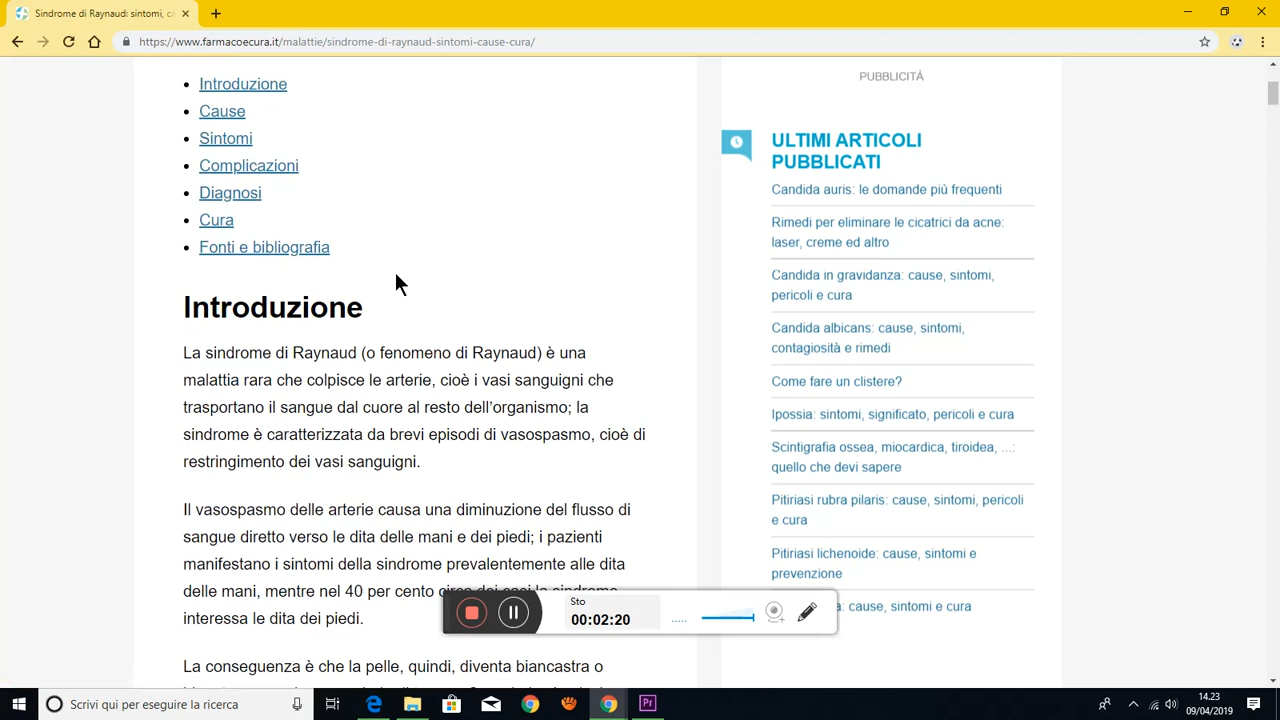 Sindrome di Raynaud: sintomi, ca
https://www.farmacoecura.it/malattie/sindrome-di-raynaud-sintomi-cause-cura/
Introduzione
Cause
Sintomi
Complicazioni
Diagnosi
Cura
Fonti e bibliografia
Introduzione
La sindrome di Raynaud (o fenomeno di Raynaud) è una
malattia rara che colpisce le arterie, cioè i vasi sanguigni che
trasportano il sangue dal cuore al resto dell'organismo; la
sindrome è caratterizzata da brevi episodi di vasospasmo, cioè di
restringimento dei vasi sanguigni.
Il vasospasmo delle arterie causa una diminuzione del flusso di
sangue diretto verso le dita delle mani e dei piedi; i pazienti
manifestano i sintomi della sindrome prevalentemente alle dita
delle mani, mentre nel 40 per cento circa dei casi la sindrome
interessa le dita dei piedi.
La conseguenza è che la pelle, quindi, diventa biancastra o
PUBBLICITÀ
ULTIMI ARTICOLI
PUBBLICATI
Candida auris: le domande più frequenti
Rimedi per eliminare le cicatrici da acne:
laser, creme ed altro
Candida in gravidanza: cause, sintomi,
pericoli e cura
Candida albicans: cause, sintomi,
contagiosità e rimedi
Come fare un clistere?
Ipossia: sintomi, significato, pericoli e cura
Scintigrafia ossea, miocardica, tiroidea, ...:
quello che devi sapere
Pitiriasi rubra pilaris: cause, sintomi, pericoli
e cura
Pitiriasi lichenoide: cause, sintomi e
prevenzione
a: cause, sintomi e cura
Sto
00:02:20
.....
Scrivi qui per eseguire la ricerca
Pr
14.23
09/04/2019